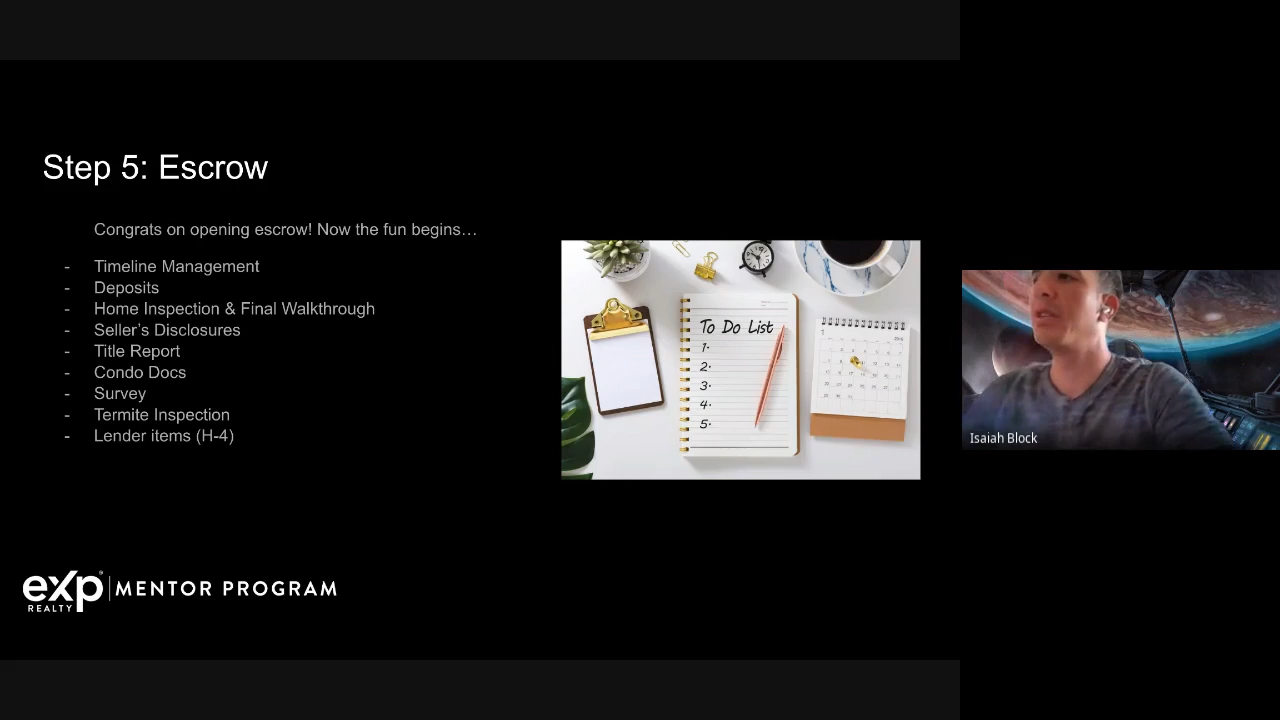 Step 5: Escrow
Congrats on opening escrow! Now the fun begins…
- Timeline Management
- Deposits
- Home Inspection & Final Walkthrough
- Seller’s Disclosures
- Title Report
- Condo Docs
- Survey
- Termite Inspection
- Lender items (H-4)
To Do List
1.
2.
3.
4.
5.
Isaiah Block
eXp REALTY | MENTOR PROGRAM